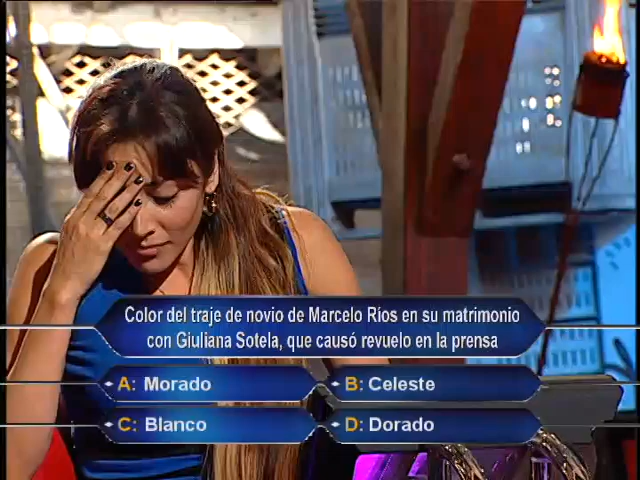 Color del traje de novio de Marcelo Rios en su matrimonio
con Giuliana Sotela, que causó revuelo en la prensa
A: Morado
B: Celeste
C: Blanco
D: Dorado